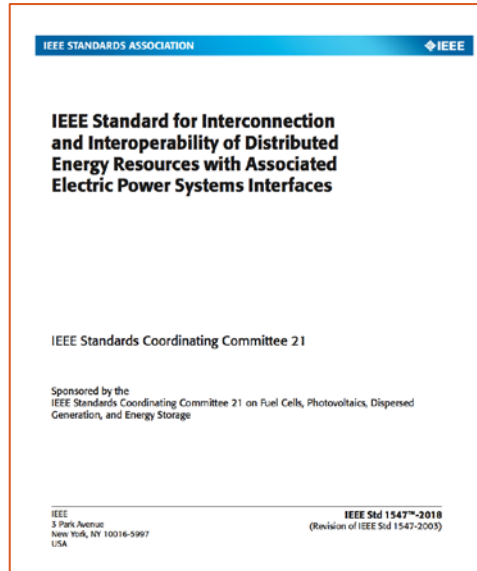 IEEE STANDARDS ASSOCIATION
IEEE
IEEE Standard for Interconnection
and Interoperability of Distributed
Energy Resources with Associated
Electric Power Systems Interfaces
IEEE Standards Coordinating Committee 21
Sponsored by the
IEEE Standards Coordinating Committee 21 on Fuel Cells, Photovoltaics, Dispersed
Generation, and Energy Storage
IEEE
3 Park Avenue
New York, NY 10016-5997
USA
IEEE Std 1547™-2018
(Revision of IEEE Std 1547-2003)